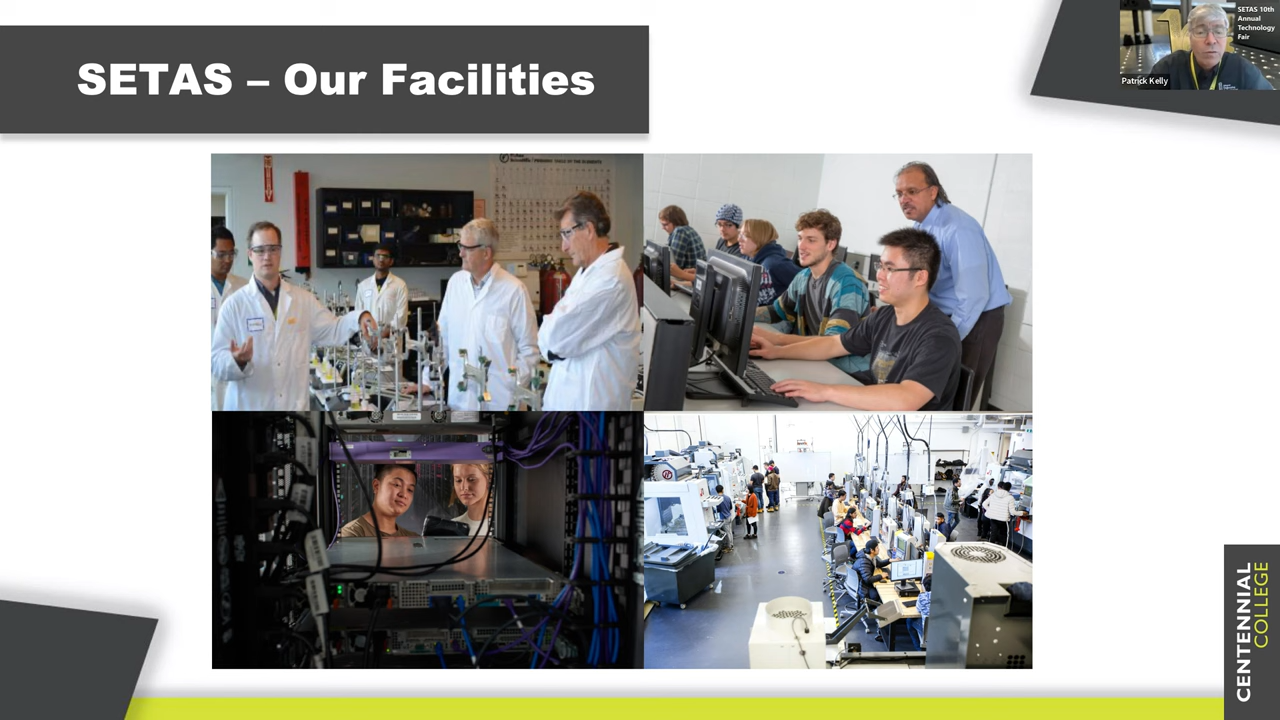 SETAS – Our Facilities
SETAS 10th
Annual
Technology
Fair
Patrick Kelly
CENTENNIAL
COLLEGE